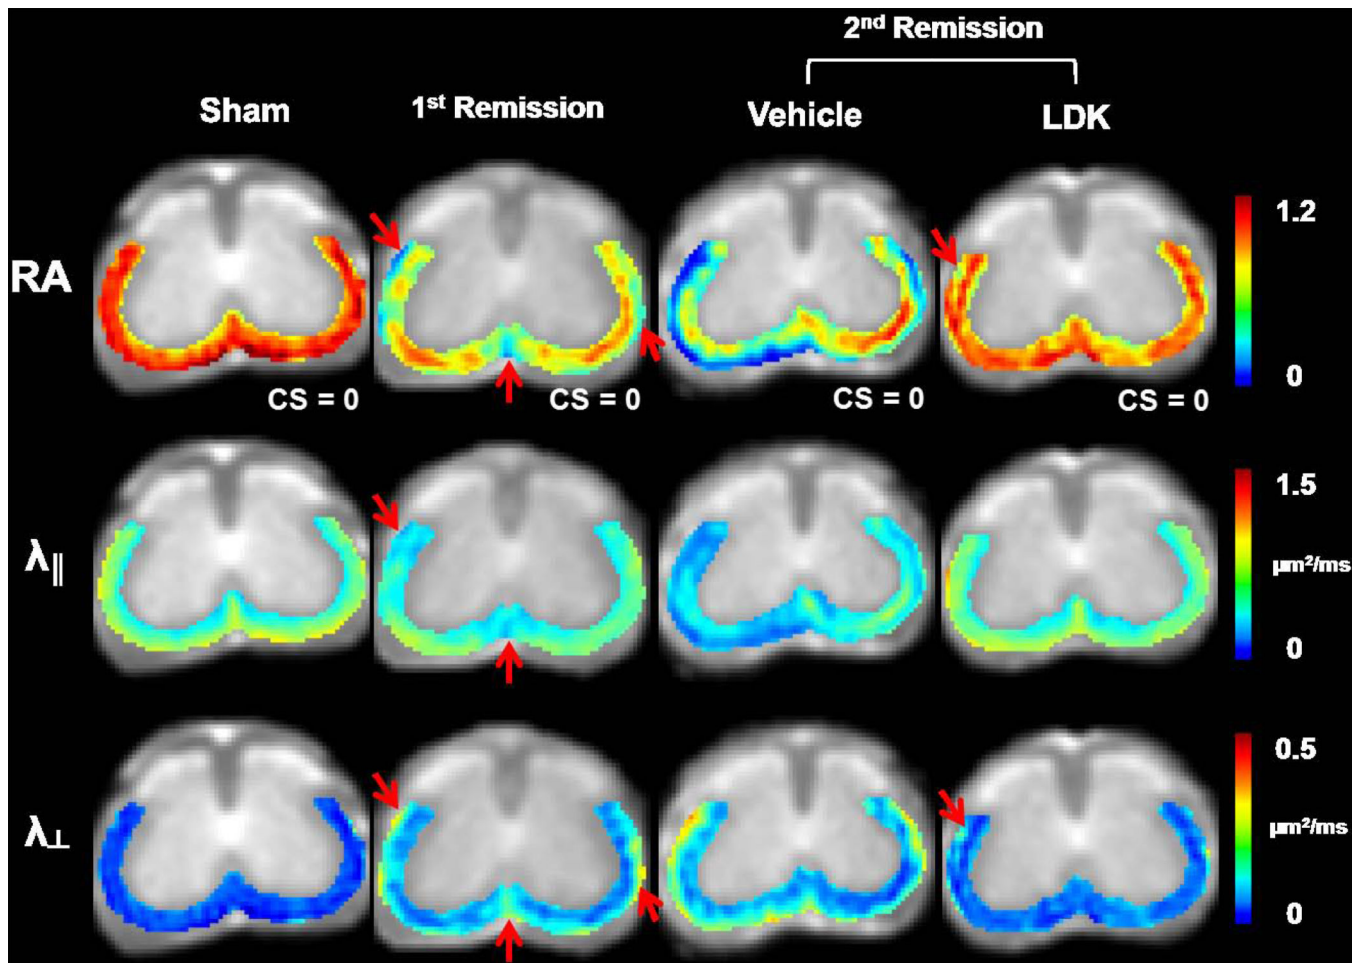 2nd Remission
Sham
1st Remission
Vehicle
LDK
RA
1.2
0
CS = 0
CS = 0
CS = 0
CS = 0
λ||
1.5
μm²/ms
0
λ⊥
0.5
μm²/ms
0